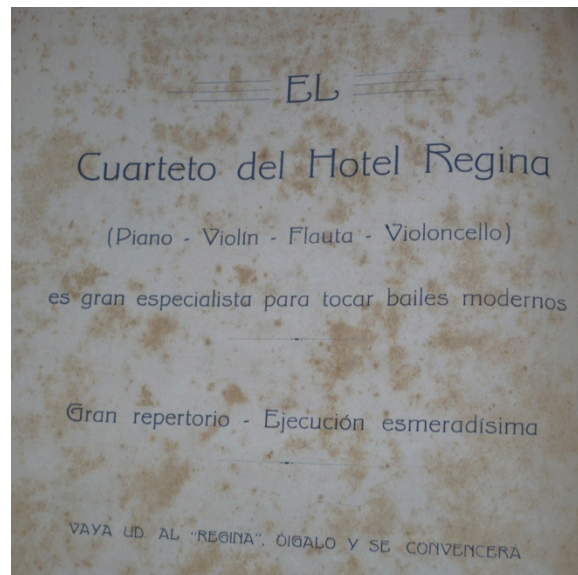 EL
Cuarteto del Hotel Regina
(Piano - Violín - Flauta - Violoncello)
es gran especialista para tocar bailes modernos
Gran repertorio - Ejecución esmeradísima
VAYA UD. AL "REGINA", ÓIGALO Y SE CONVENCERÁ